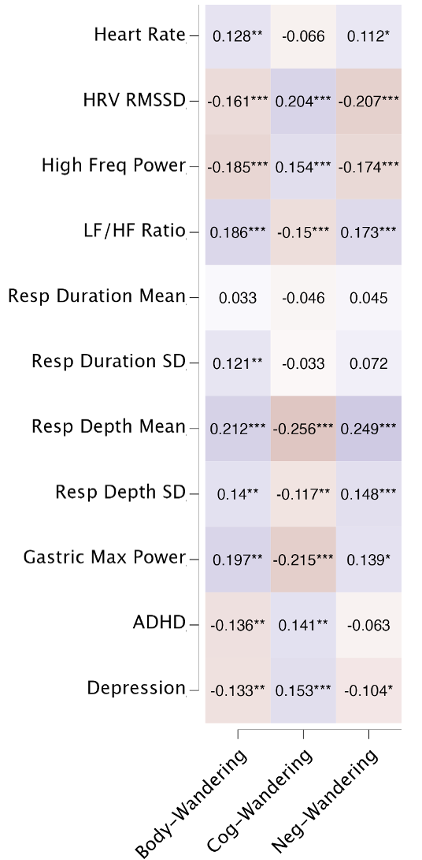 Heart Rate 0.128** -0.066 0.112*
HRV RMSSD -0.161*** 0.204*** -0.207***
High Freq Power -0.185*** 0.154*** -0.174***
LF/HF Ratio 0.186*** -0.15*** 0.173***
Resp Duration Mean 0.033 -0.046 0.045
Resp Duration SD 0.121** -0.033 0.072
Resp Depth Mean 0.212*** -0.256*** 0.249***
Resp Depth SD 0.14** -0.117** 0.148***
Gastric Max Power 0.197** -0.215*** 0.139*
ADHD -0.136** 0.141** -0.063
Depression -0.133** 0.153*** -0.104*
Body-Wandering
Cog-Wandering
Neg-Wandering